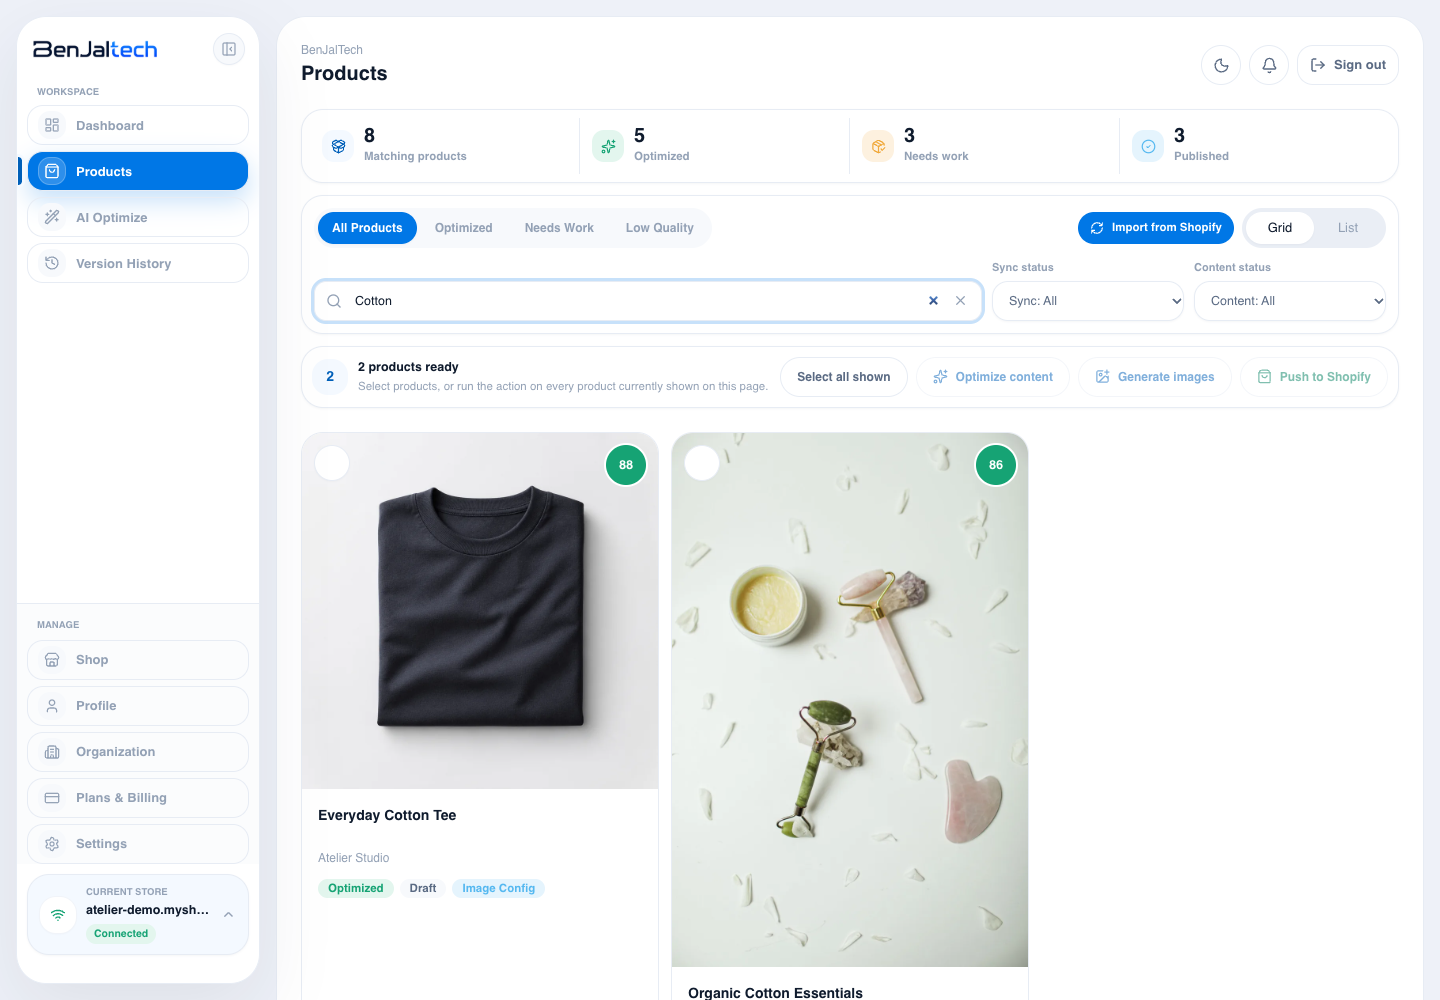 BenJaltech
WORKSPACE
Dashboard
Products
AI Optimize
Version History
MANAGE
Shop
Profile
Organization
Plans & Billing
Settings
CURRENT STORE
atelier-demo.mysh...
Connected
BenJalTech
Products
Sign out
8
Matching products
5
Optimized
3
Needs work
3
Published
All Products
Optimized
Needs Work
Low Quality
Import from Shopify
Grid
List
Sync status
Content status
Cotton
Sync: All
Content: All
2
2 products ready
Select products, or run the action on every product currently shown on this page.
Select all shown
Optimize content
Generate images
Push to Shopify
88
Everyday Cotton Tee
Atelier Studio
Optimized
Draft
Image Config
86
Organic Cotton Essentials